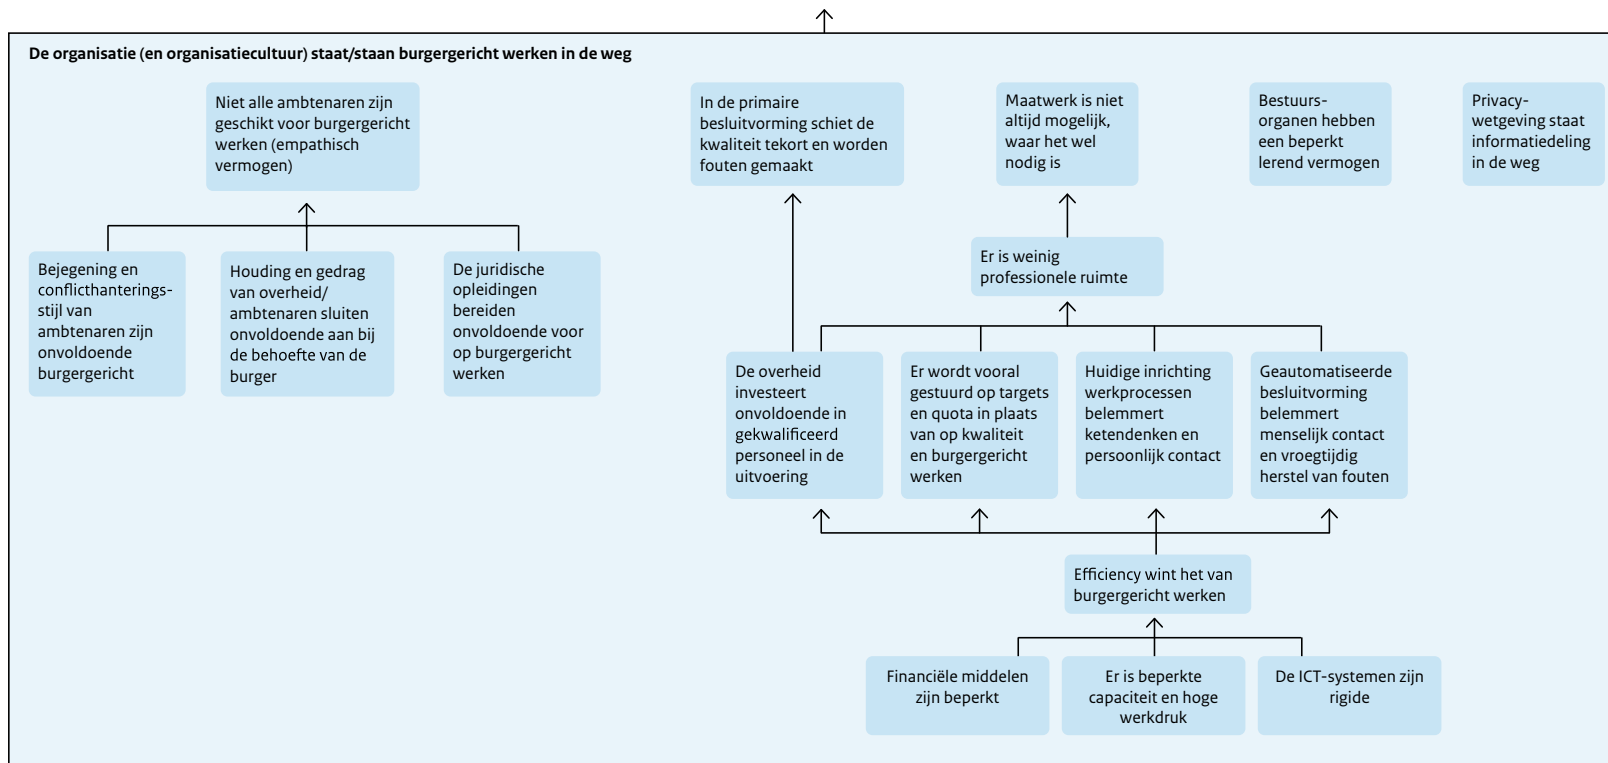 De organisatie (en organisatiecultuur) staat/staan burgergericht werken in de weg
Niet alle ambtenaren zijn
geschikt voor burgergericht
werken (empathisch
vermogen)
In de primaire
besluitvorming schiet de
kwaliteit tekort en worden
fouten gemaakt
Maatwerk is niet
altijd mogelijk,
waar het wel
nodig is
Bestuurs-
organen hebben
een beperkt
lerend vermogen
Privacy-
wetgeving staat
informatiedeling
in de weg
Er is weinig
professionele ruimte
Bejegening en
conflicthanterings-
stijl van
ambtenaren zijn
onvoldoende
burgergericht
Houding en gedrag
van overheid/
ambtenaren sluiten
onvoldoende aan bij
de behoefte van de
burger
De juridische
opleidingen
bereiden
onvoldoende voor
op burgergericht
werken
De overheid
investeert
onvoldoende in
gekwalificeerd
personeel in de
uitvoering
Er wordt vooral
gestuurd op targets
en quota in plaats
van op kwaliteit
en burgergericht
werken
Huidige inrichting
werkprocessen
belemmert
ketendenken en
persoonlijk contact
Geautomatiseerde
besluitvorming
belemmert
menselijk contact
en vroegtijdig
herstel van fouten
Efficiency wint het van
burgergericht werken
Financiële middelen
zijn beperkt
Er is beperkte
capaciteit en hoge
werkdruk
De ICT-systemen zijn
rigide